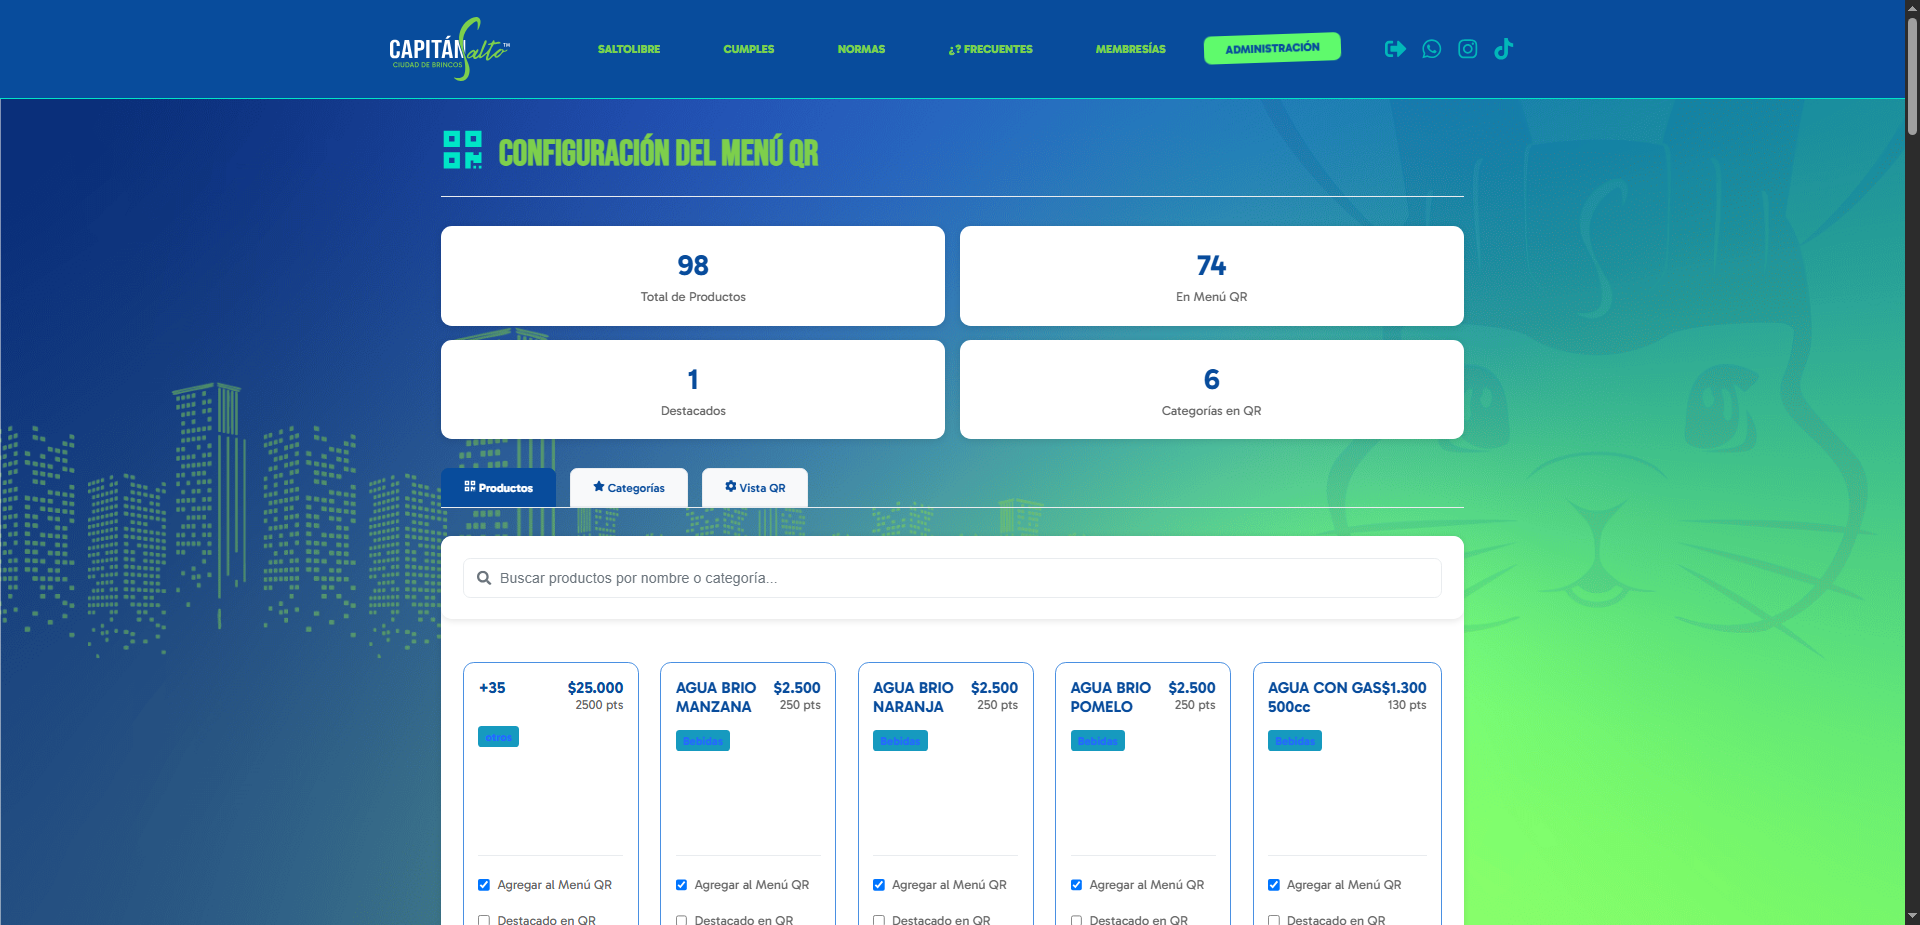 CAPITÁN Salto™
CIUDAD DE BRINCOS
SALTOLIBRE
CUMPLES
NORMAS
¿? FRECUENTES
MEMBRESÍAS
ADMINISTRACIÓN
CONFIGURACIÓN DEL MENÚ QR
98
Total de Productos
74
En Menú QR
1
Destacados
6
Categorías en QR
Productos
Categorías
Vista QR
Buscar productos por nombre o categoría...
+35
$25.000
2500 pts
otros
Agregar al Menú QR
Destacado en QR
AGUA BRIO
MANZANA
$2.500
250 pts
Bebidas
Agregar al Menú QR
Destacado en QR
AGUA BRIO
NARANJA
$2.500
250 pts
Bebidas
Agregar al Menú QR
Destacado en QR
AGUA BRIO
POMELO
$2.500
250 pts
Bebidas
Agregar al Menú QR
Destacado en QR
AGUA CON GAS
500cc
$1.300
130 pts
Bebidas
Agregar al Menú QR
Destacado en QR